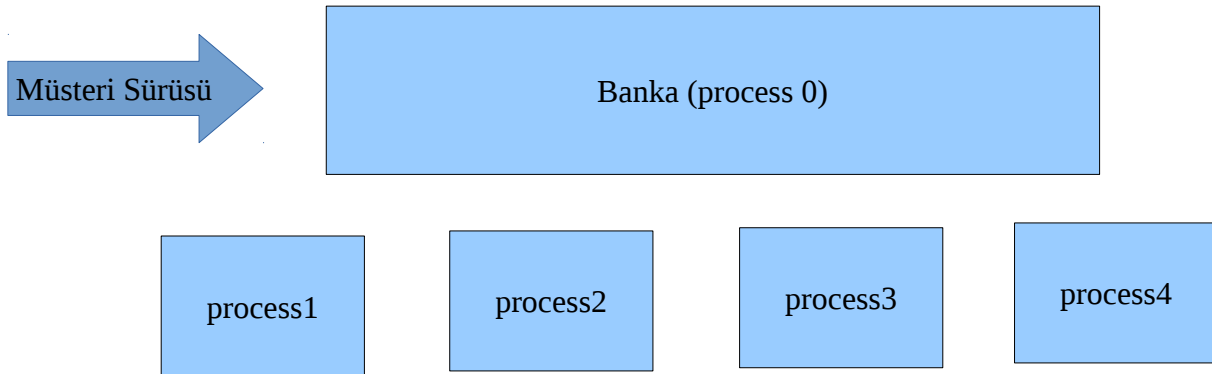 Müsteri Sürüsü
Banka (process 0)
process1
process2
process3
process4